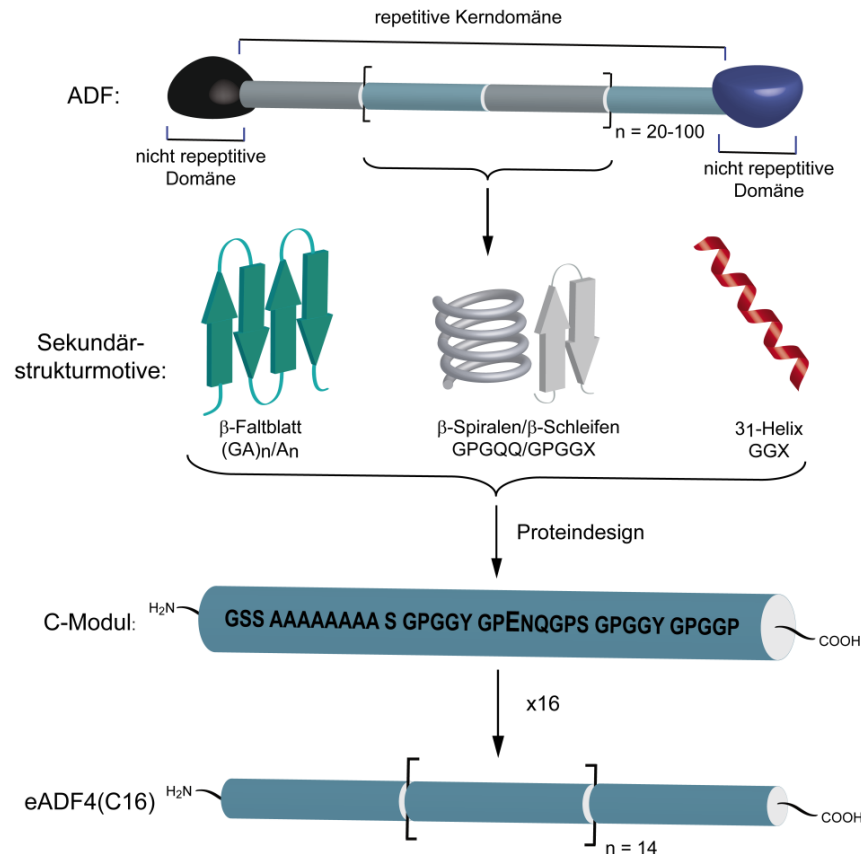 repetitive Kerndomäne
ADF:
n = 20-100
nicht repeptitive
Domäne
nicht repeptitive
Domäne
Sekundär-
strukturmotive:
β-Faltblatt
(GA)n/An
β-Spiralen/β-Schleifen
GPGQQ/GPGGX
31-Helix
GGX
Proteindesign
C-Modul:
H2N
GSS AAAAAAAA S GPGGY GPENQGPS GPGGY GPGGP
COOH
x16
eADF4(C16)
H2N
COOH
n = 14